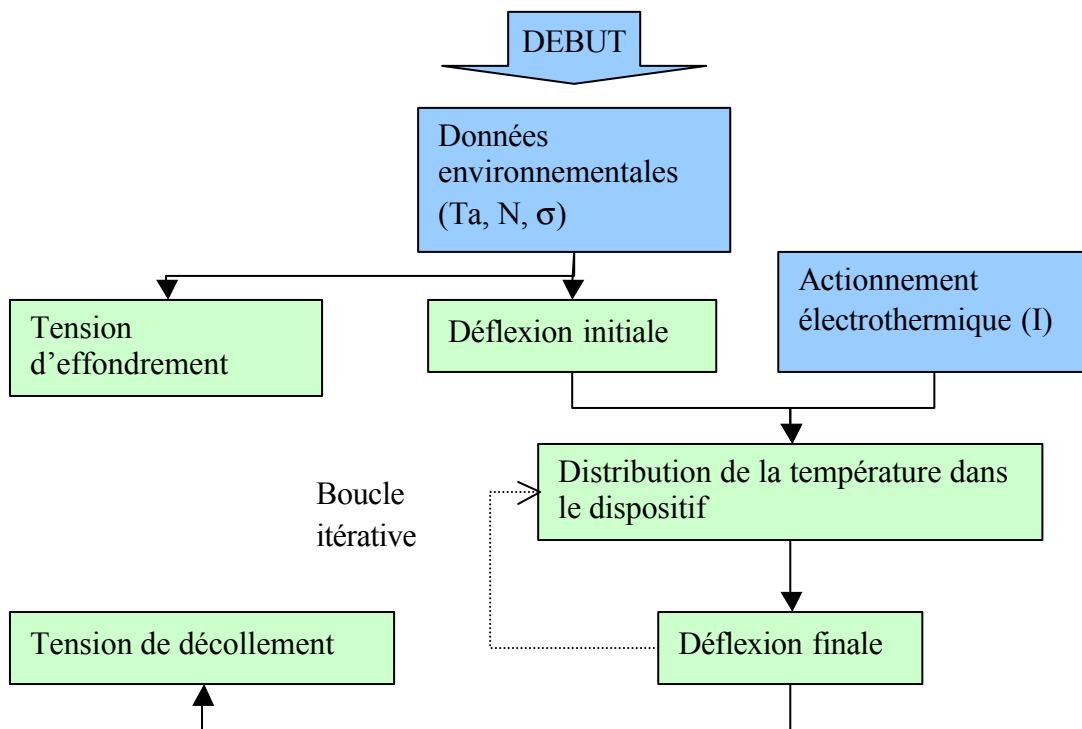 DEBUT
Données
environnementales
(Ta, N, σ)
Tension
d’effondrement
Déflexion initiale
Actionnement
électrothermique (I)
Distribution de la température dans
le dispositif
Boucle
itérative
Tension de décollement
Déflexion finale